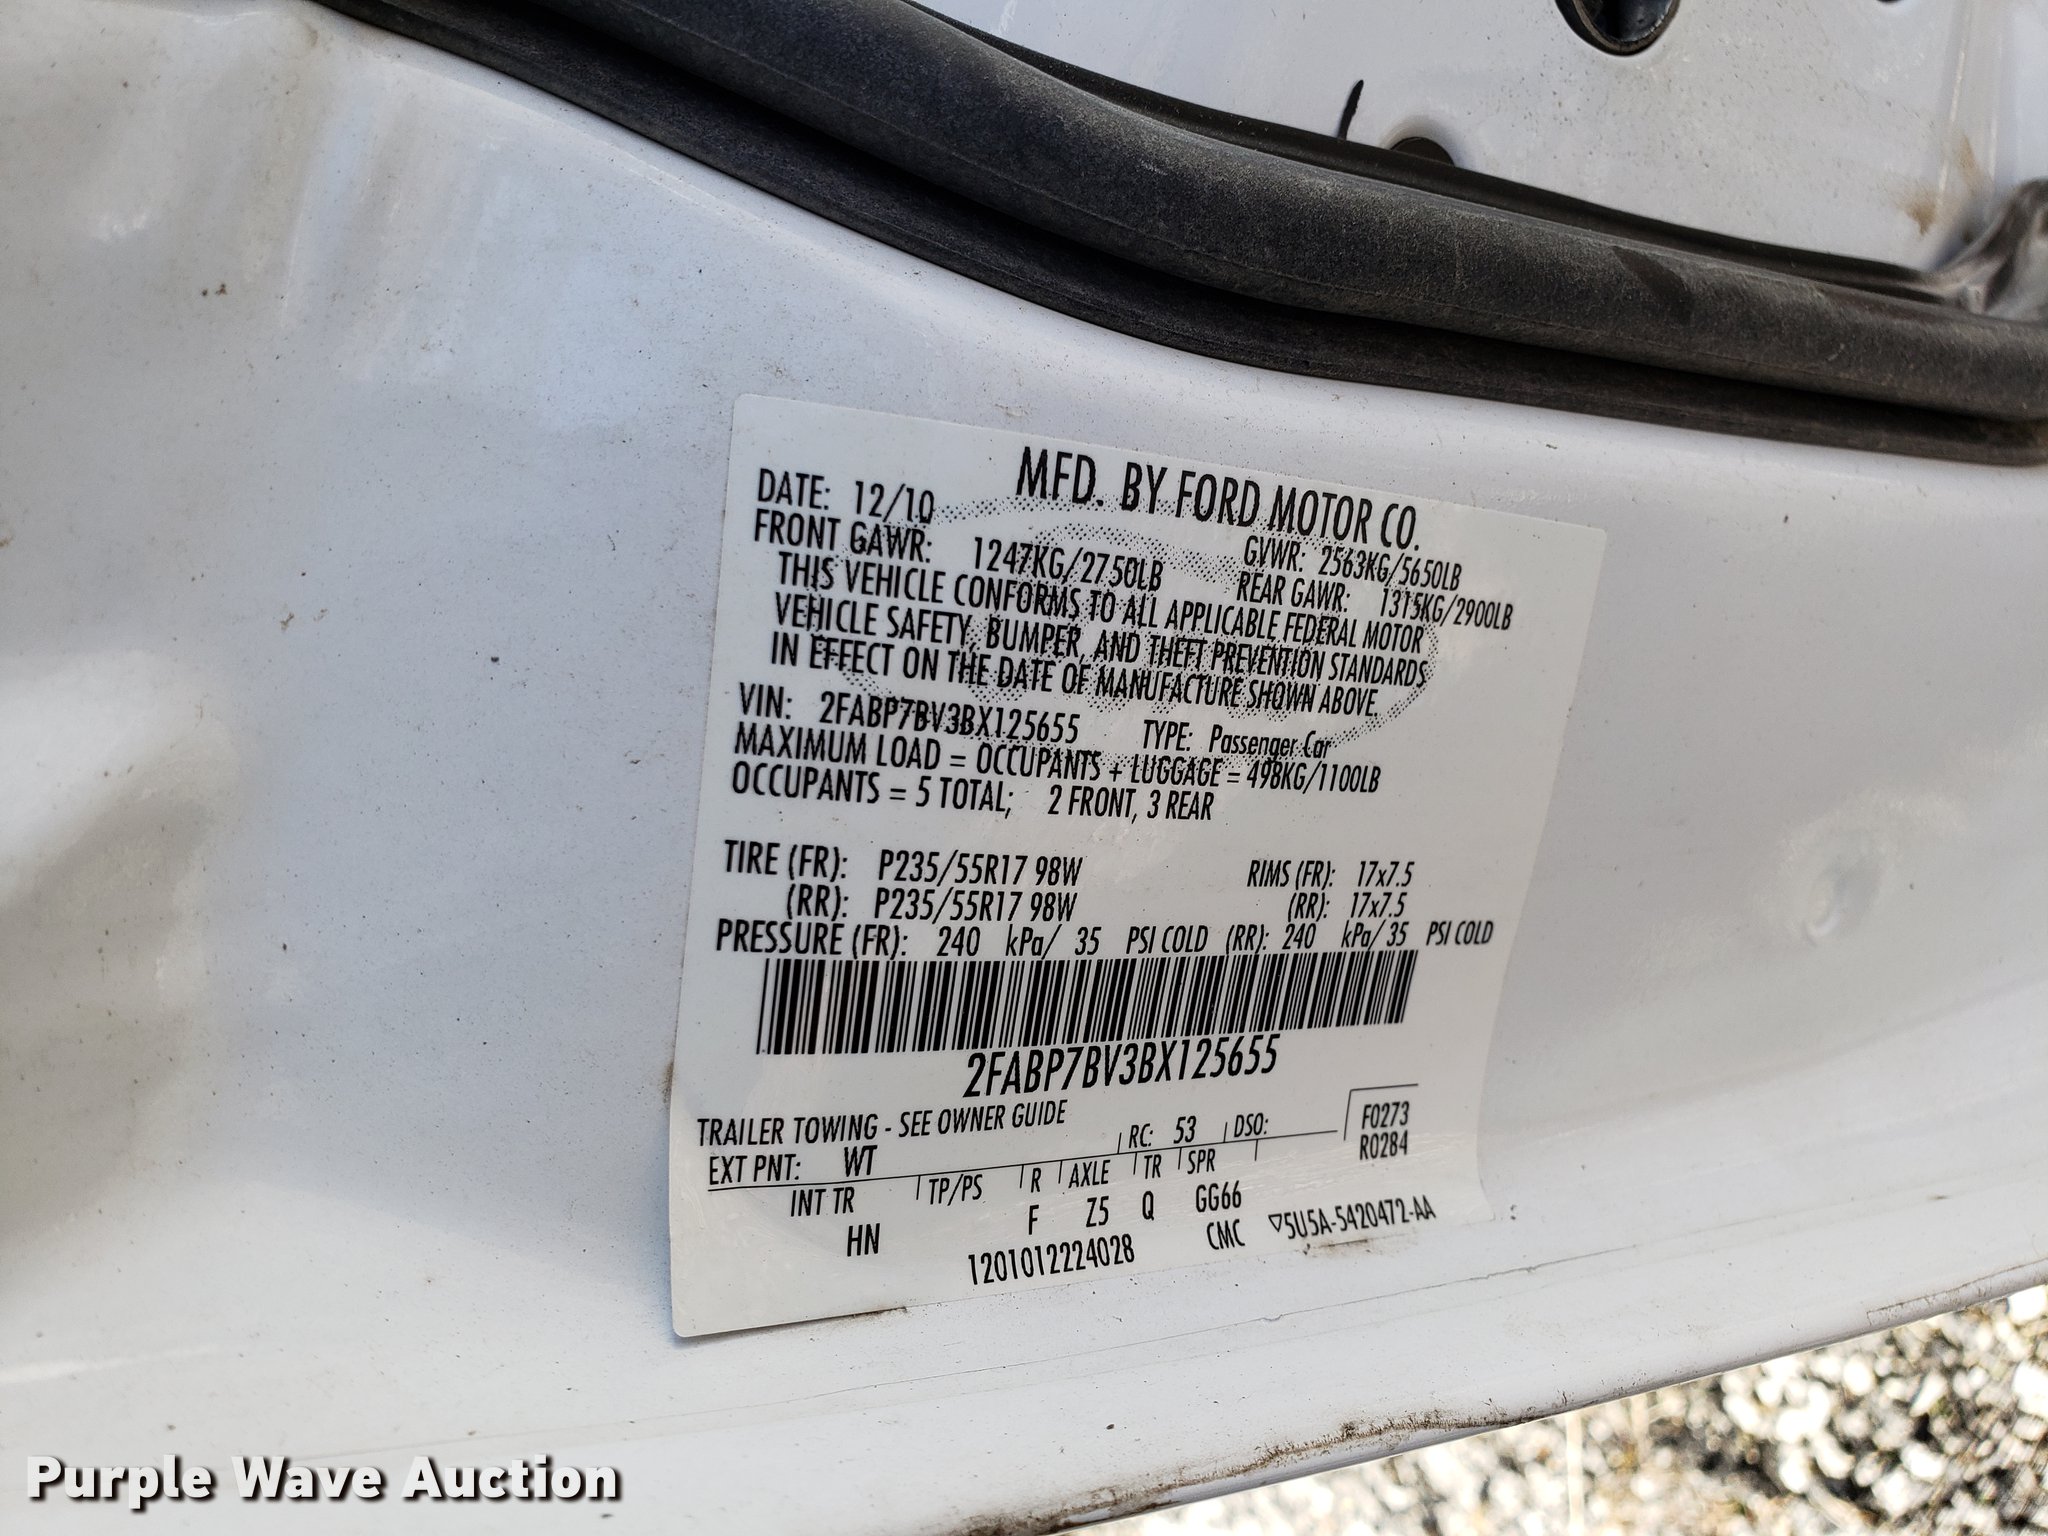 MFD. BY FORD MOTOR CO.
DATE: 12/10 GVWR: 2563KG/5650LB
FRONT GAWR: 1247KG/2750LB REAR GAWR: 1315KG/2900LB
THIS VEHICLE CONFORMS TO ALL APPLICABLE FEDERAL MOTOR
VEHICLE SAFETY, BUMPER, AND THEFT PREVENTION STANDARDS
IN EFFECT ON THE DATE OF MANUFACTURE SHOWN ABOVE.
VIN: 2FABP7BV3BX125655 TYPE: Passenger Car
MAXIMUM LOAD = OCCUPANTS + LUGGAGE = 498KG/1100LB
OCCUPANTS = 5 TOTAL; 2 FRONT, 3 REAR
TIRE (FR): P235/55R17 98W RIMS (FR): 17x7.5
(RR): P235/55R17 98W (RR): 17x7.5
PRESSURE (FR): 240 kPa/ 35 PSI COLD (RR): 240 kPa/ 35 PSI COLD
2FABP7BV3BX125655
TRAILER TOWING - SEE OWNER GUIDE F0273
EXT PNT: WT RC: 53 DSO: R0284
INT TR TP/PS R AXLE TR SPR
HN F Z5 Q GG66
1201012224028 CMC ▽5U5A-5420472-AA
Purple Wave Auction